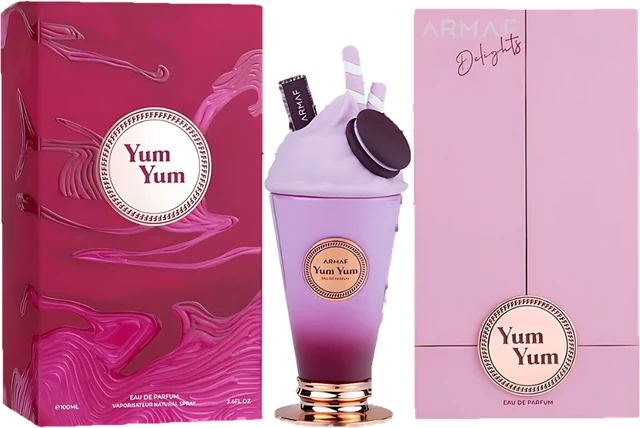 Yum
Yum
EAU DE PARFUM
VAPORISATEUR NATURAL SPRAY
℮100ML
3.4FL.OZ
ARMAF
ARMAF
Yum Yum
EAU DE PARFUM
ARMAF
Delights
Yum
Yum
EAU DE PARFUM